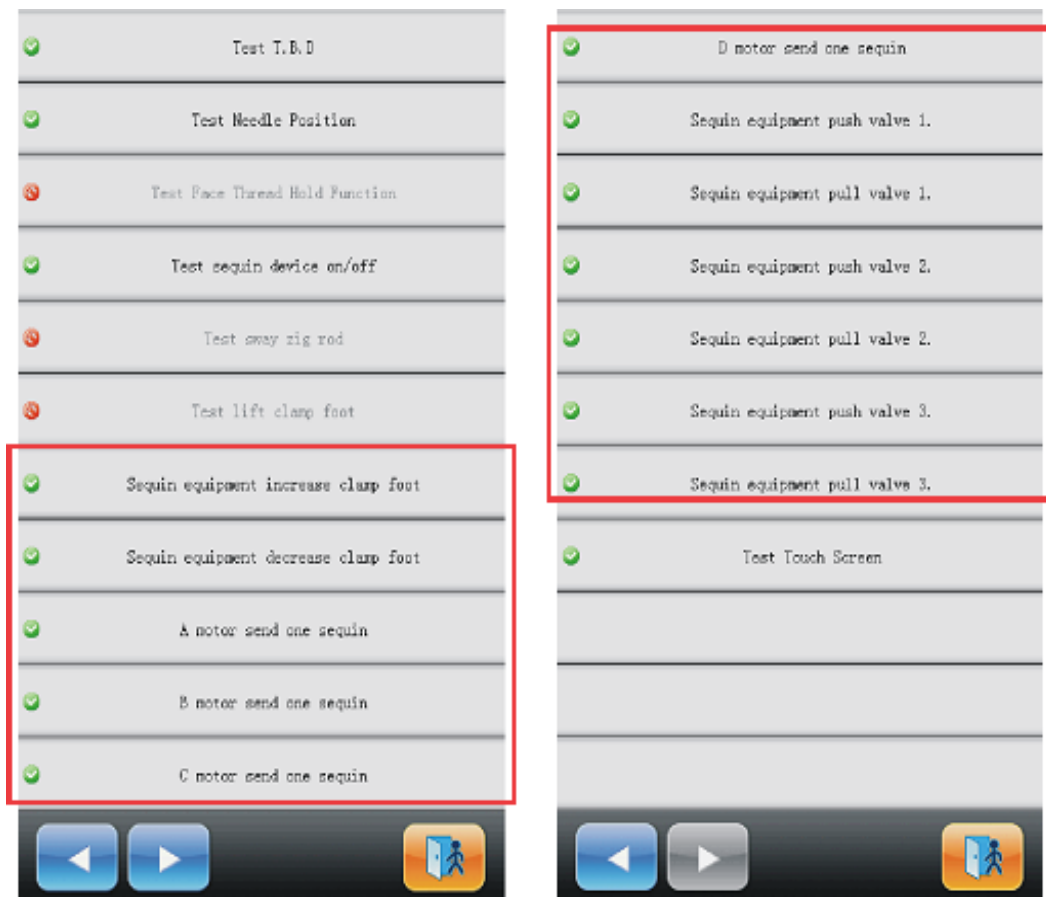 Test T.B.D
Test Needle Position
Test Face Thread Hold Function
Test sequin device on/off
Test sway zig rod
Test lift clamp foot
Sequin equipment increase clamp foot
Sequin equipment decrease clamp foot
A motor send one sequin
B motor send one sequin
C motor send one sequin
D motor send one sequin
Sequin equipment push valve 1.
Sequin equipment pull valve 1.
Sequin equipment push valve 2.
Sequin equipment pull valve 2.
Sequin equipment push valve 3.
Sequin equipment pull valve 3.
Test Touch Screen